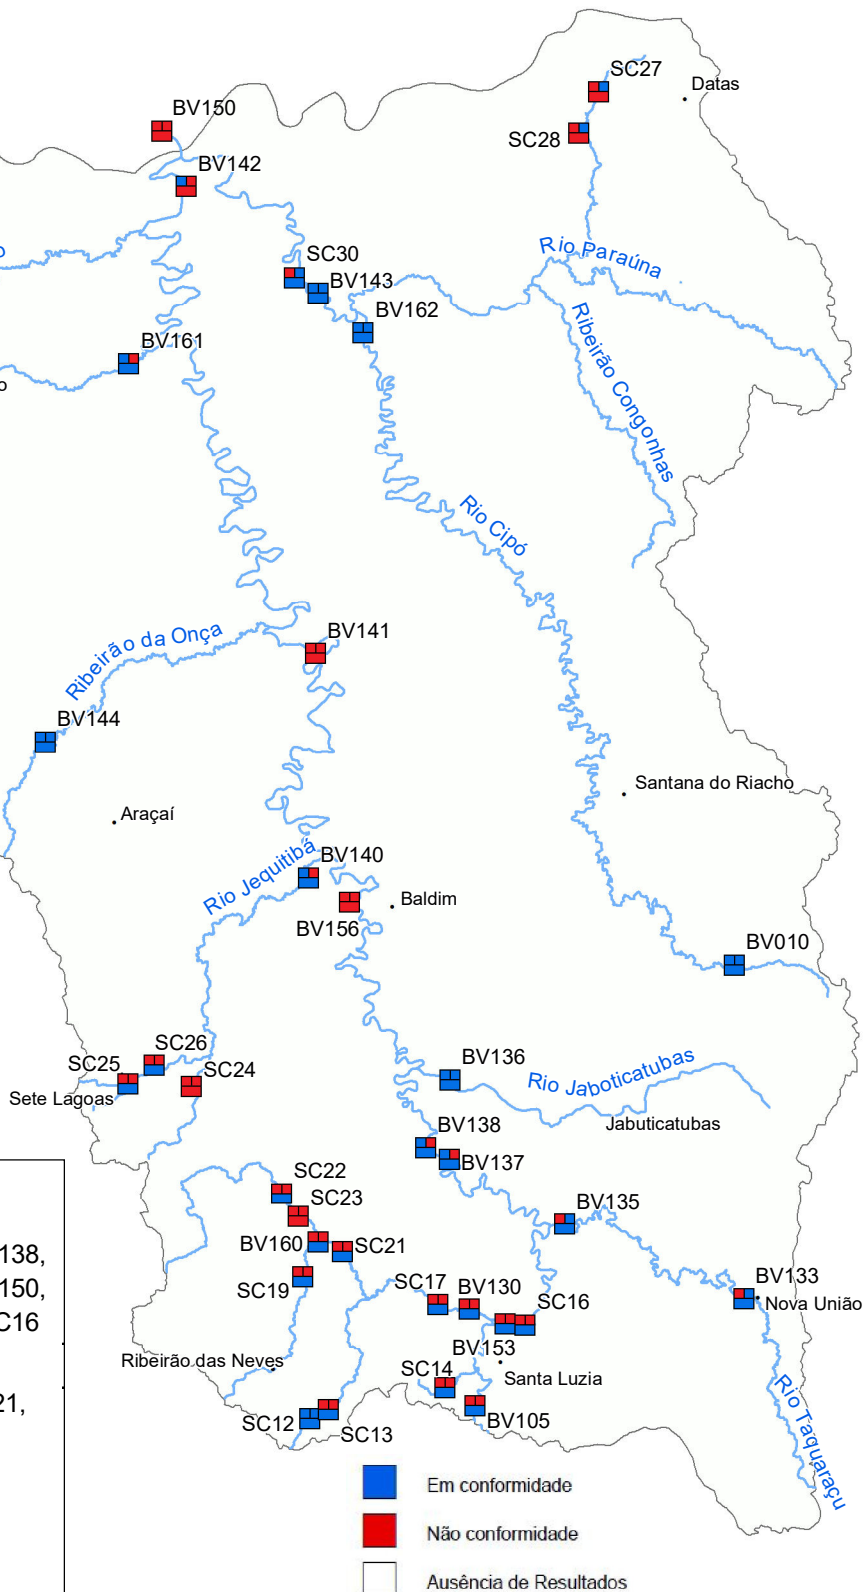 SC27
Datas
BV150
SC28
BV142
Rio Paraúna
o
SC30
BV143
BV162
Ribeirão Congonhas
BV161
o
Rio Cipó
Ribeirão da Onça
BV141
BV144
Santana do Riacho
Araçaí
Rio Jequitibá
BV140
Baldim
BV156
BV010
SC26
SC25
SC24
BV136
Rio Jaboticatubas
Sete Lagoas
Jabuticatubas
BV138
BV137
SC22
SC23
BV135
BV160
SC21
138,
150,
C16
SC19
SC17
BV130
SC16
BV133
Nova União
BV153
Ribeirão das Neves
SC14
Santa Luzia
21,
SC12
SC13
BV105
Rio Taquaraçu
Em conformidade
Não conformidade
Ausência de Resultados